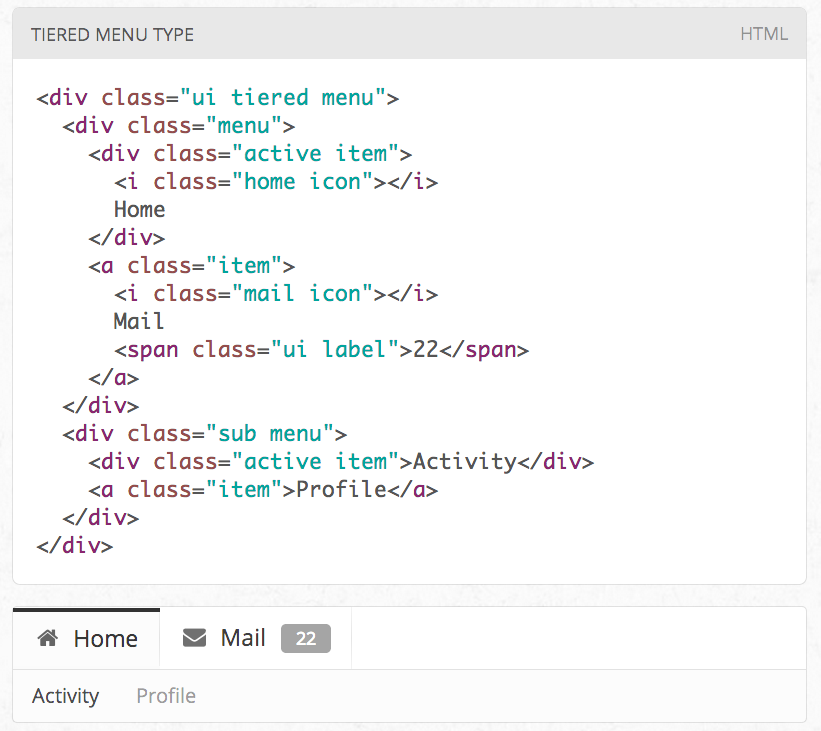 TIERED MENU TYPE HTML
<div class="ui tiered menu">
  <div class="menu">
    <div class="active item">
      <i class="home icon"></i>
      Home
    </div>
    <a class="item">
      <i class="mail icon"></i>
      Mail
      <span class="ui label">22</span>
    </a>
  </div>
  <div class="sub menu">
    <div class="active item">Activity</div>
    <a class="item">Profile</a>
  </div>
</div>
Home Mail 22
Activity Profile